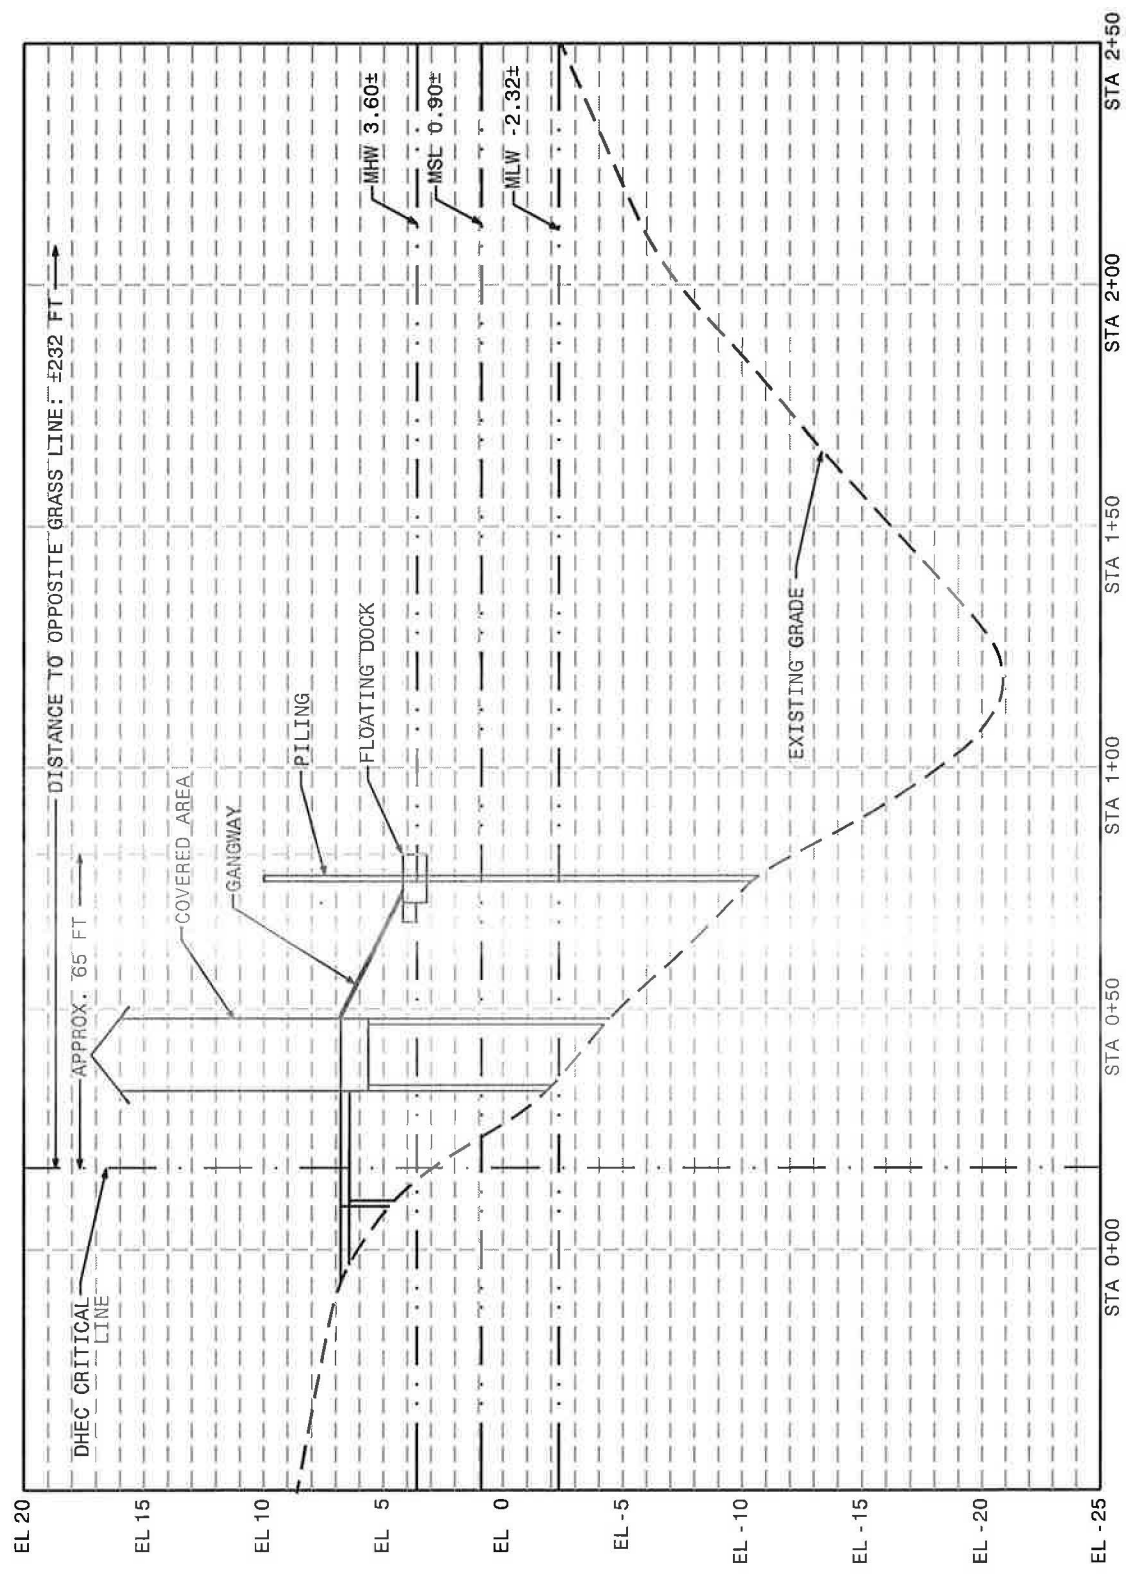 DISTANCE TO OPPOSITE GRASS LINE: ±232 FT
APPROX. 65 FT
DHEC CRITICAL
LINE
COVERED AREA
GANGWAY
PILING
FLOATING DOCK
MHW 3.60±
MSL 0.90±
MLW -2.32±
EXISTING GRADE
EL 20
EL 15
EL 10
EL 5
EL 0
EL -5
EL -10
EL -15
EL -20
EL -25
STA 0+00
STA 0+50
STA 1+00
STA 1+50
STA 2+00
STA 2+50